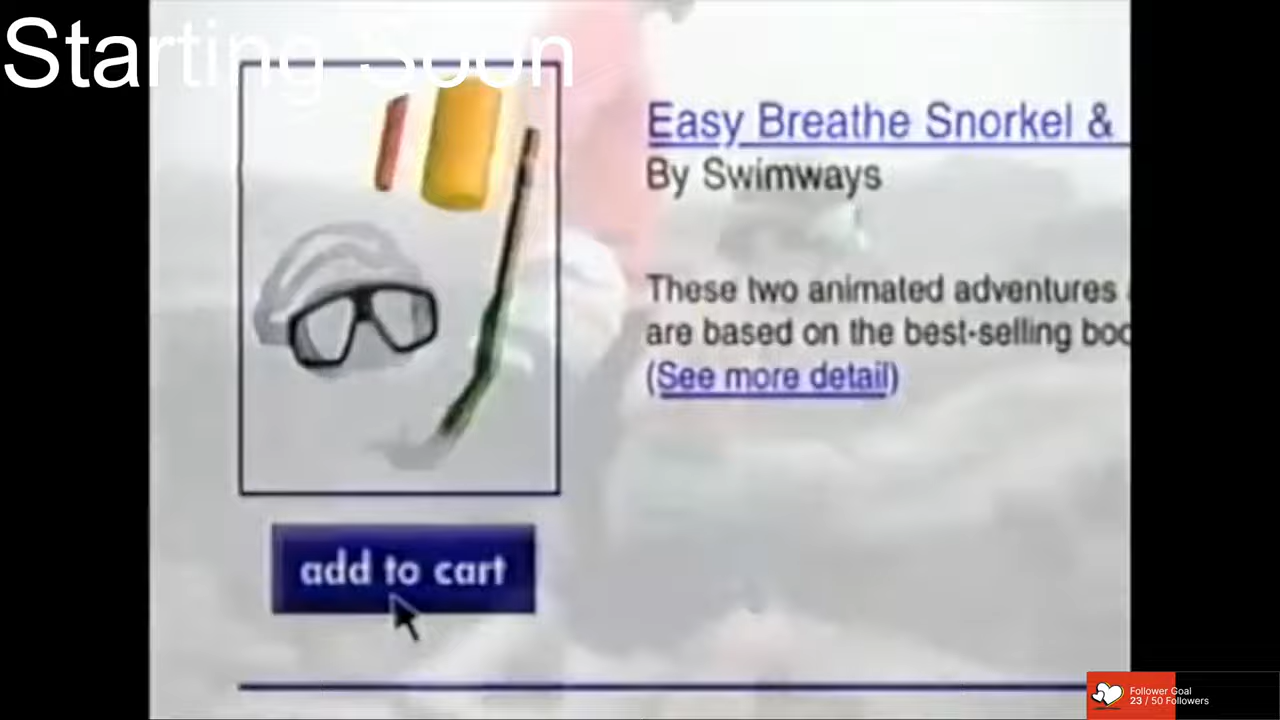 Starting Soon
Easy Breathe Snorkel &
By Swimways
These two animated adventures
are based on the best-selling
(See more detail)
add to cart
Follower Goal
23 / 50 Followers